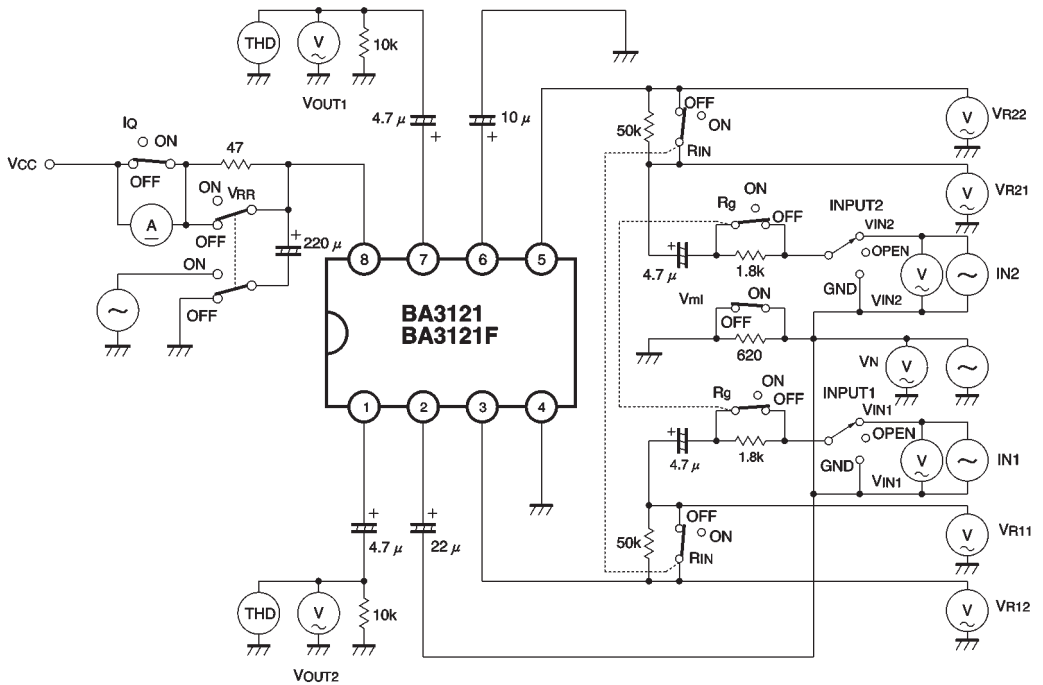 THD
V
10k
VOUT1
4.7 μ
+
10 μ
+
50k
OFF
ON
RIN
V
VR22
V
VR21
IQ
ON
VCC
OFF
47
A
ON
VRR
OFF
ON
OFF
+
220 μ
8
7
6
5
BA3121
BA3121F
1
2
3
4
+
4.7 μ
Rg
ON
OFF
1.8k
INPUT2
VIN2
OPEN
GND
VIN2
V
IN2
VmI
ON
OFF
620
VN
V
Rg
ON
OFF
+
4.7 μ
1.8k
INPUT1
VIN1
OPEN
GND
VIN1
V
IN1
50k
OFF
ON
RIN
V
VR11
V
VR12
+
4.7 μ
+
22 μ
THD
V
10k
VOUT2